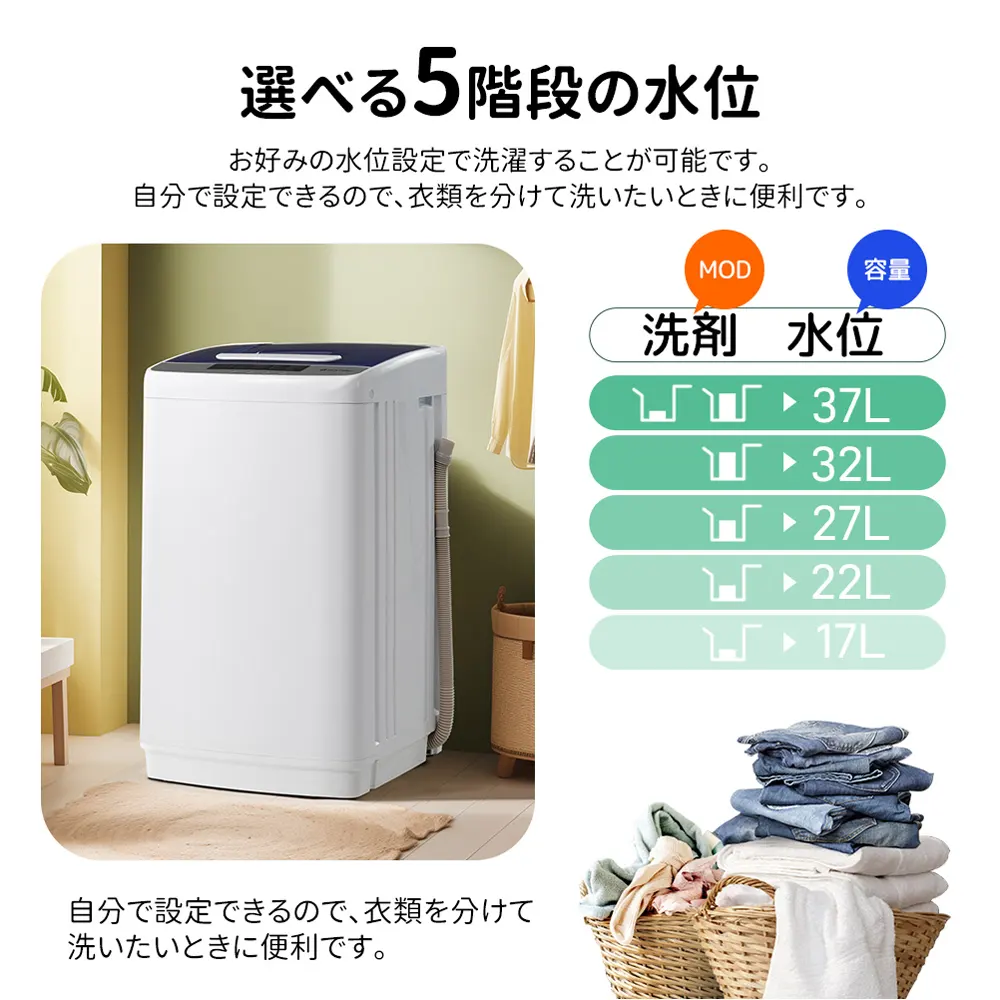 選べる5階段の水位
お好みの水位設定で洗濯することが可能です。
自分で設定できるので、衣類を分けて洗いたいときに便利です。
MOD
容量
洗剤 水位
37L
32L
27L
22L
17L
自分で設定できるので、衣類を分けて
洗いたいときに便利です。